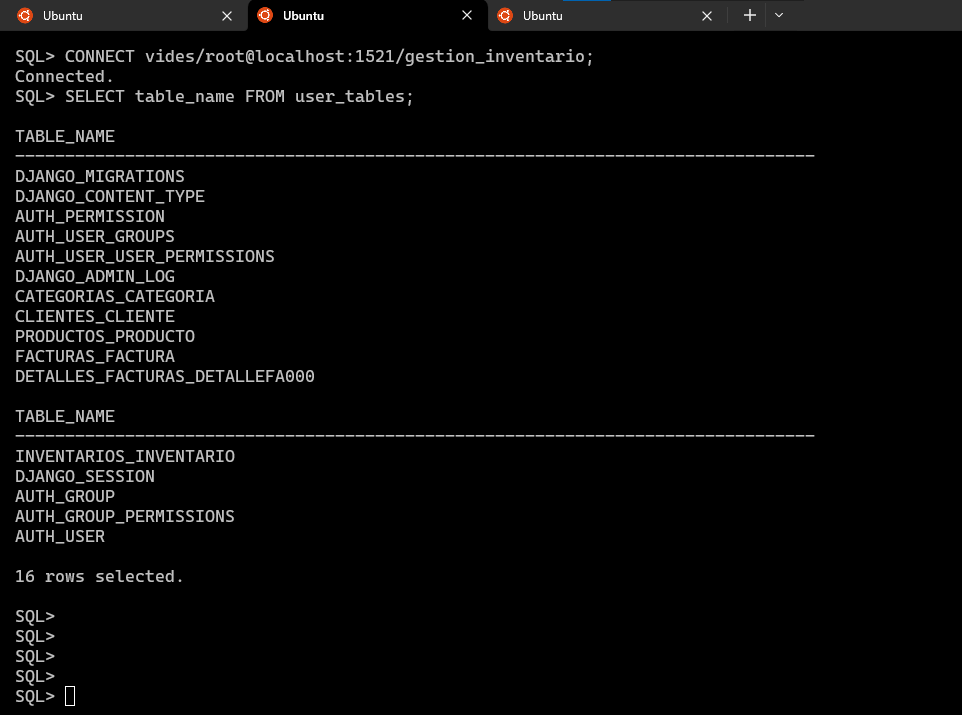 Ubuntu Ubuntu Ubuntu
SQL> CONNECT vides/root@localhost:1521/gestion_inventario;
Connected.
SQL> SELECT table_name FROM user_tables;
TABLE_NAME
--------------------------------------------------------------------------------
DJANGO_MIGRATIONS
DJANGO_CONTENT_TYPE
AUTH_PERMISSION
AUTH_USER_GROUPS
AUTH_USER_USER_PERMISSIONS
DJANGO_ADMIN_LOG
CATEGORIAS_CATEGORIA
CLIENTES_CLIENTE
PRODUCTOS_PRODUCTO
FACTURAS_FACTURA
DETALLES_FACTURAS_DETALLEFA000
TABLE_NAME
--------------------------------------------------------------------------------
INVENTARIOS_INVENTARIO
DJANGO_SESSION
AUTH_GROUP
AUTH_GROUP_PERMISSIONS
AUTH_USER
16 rows selected.
SQL>
SQL>
SQL>
SQL>
SQL>